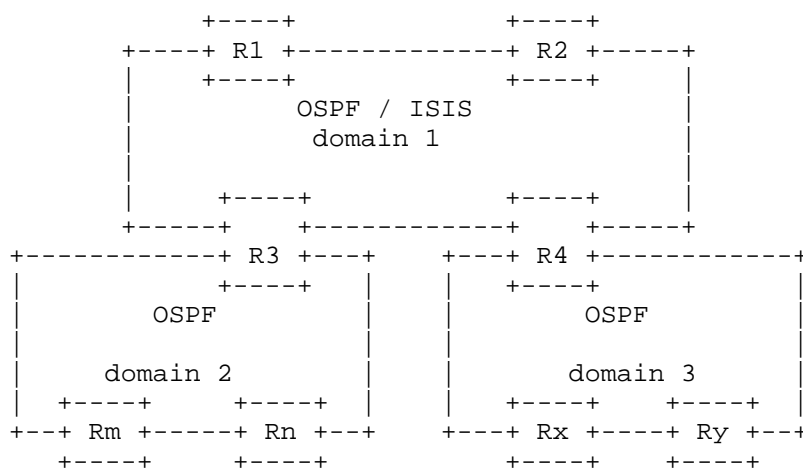 R1 R2
OSPF / ISIS
domain 1
R3 R4
OSPF OSPF
domain 2 domain 3
Rm Rn Rx Ry